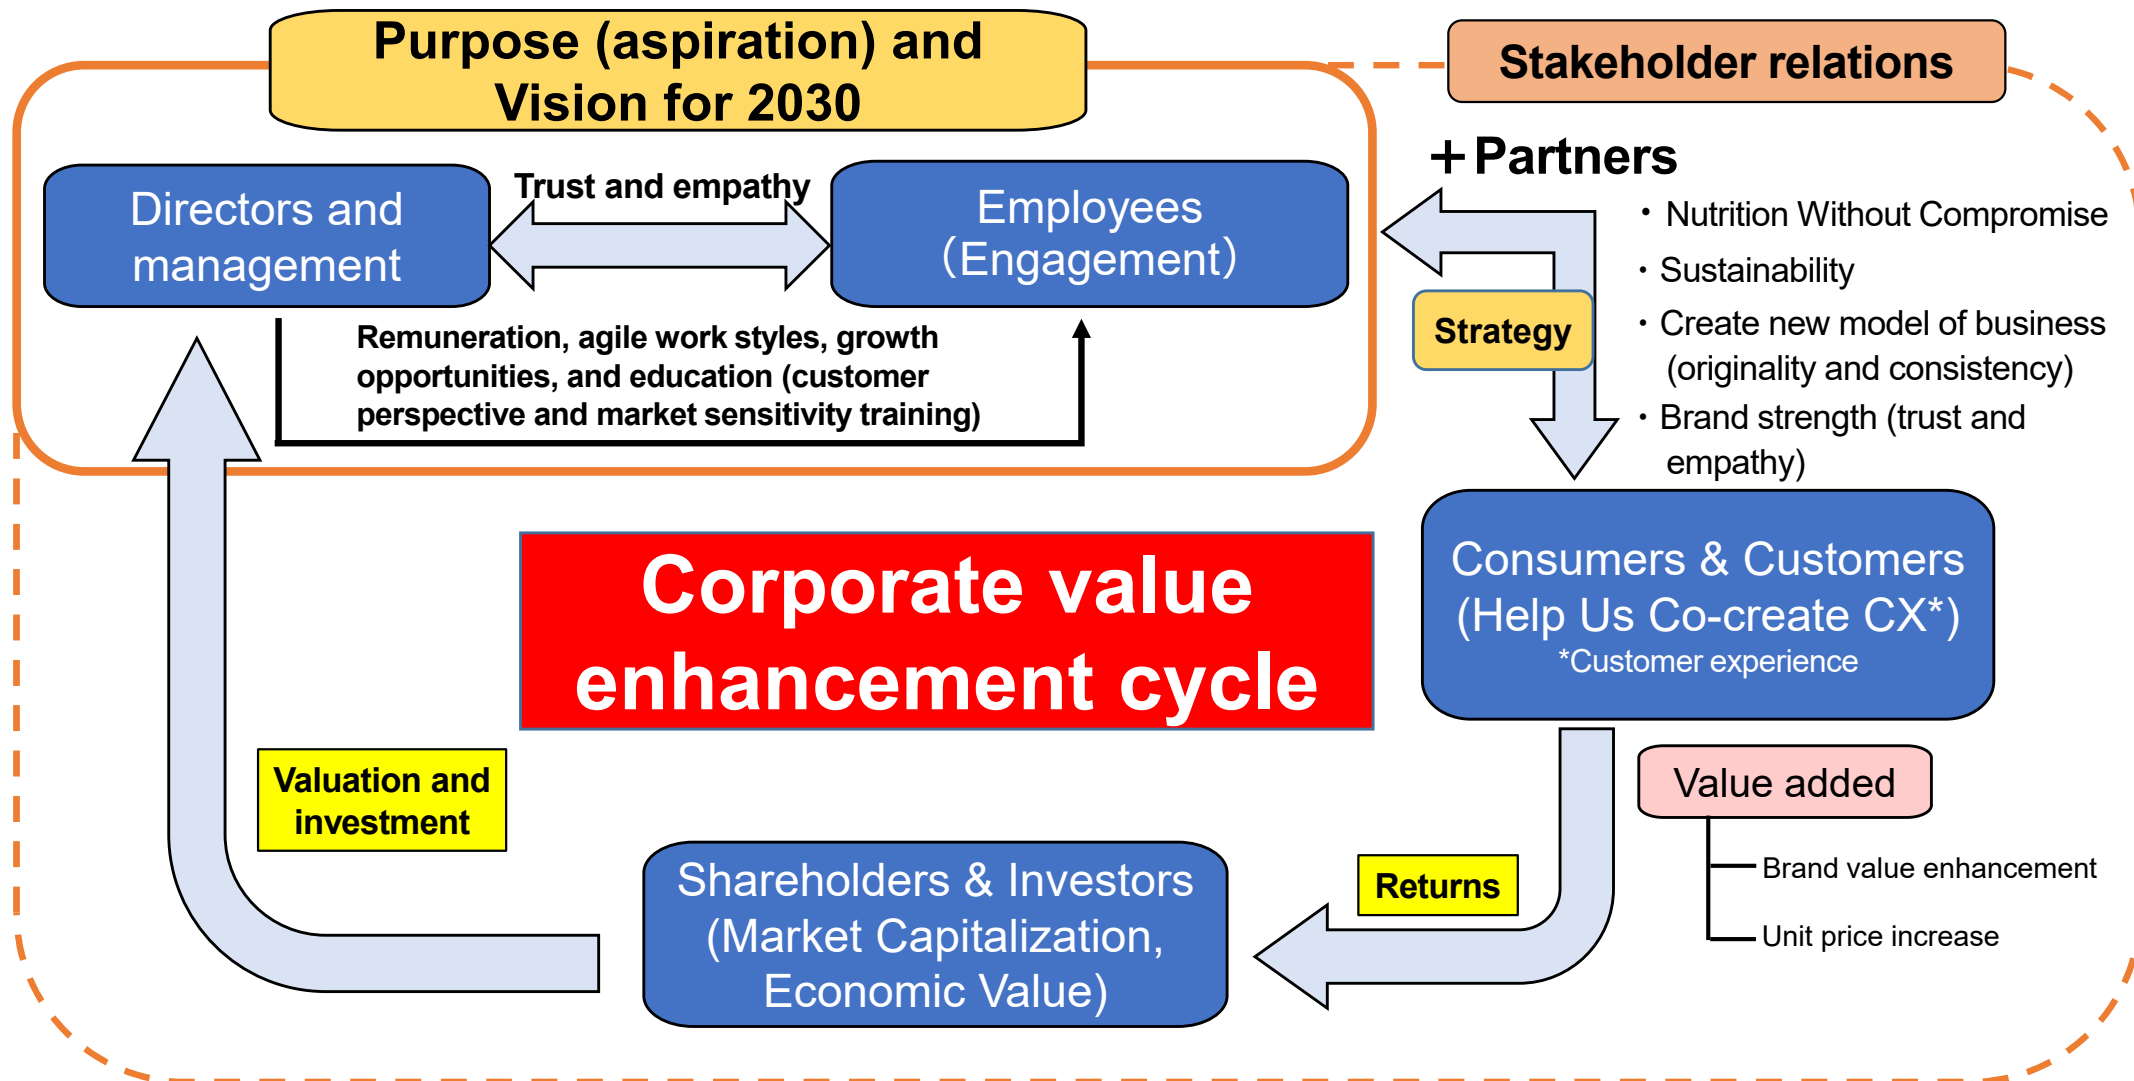 Purpose (aspiration) and
Vision for 2030
Stakeholder relations
Directors and
management
Trust and empathy
Employees
（Engagement）
Remuneration, agile work styles, growth
opportunities, and education (customer
perspective and market sensitivity training)
＋Partners
Strategy
・ Nutrition Without Compromise
・ Sustainability
・ Create new model of business
(originality and consistency)
・ Brand strength (trust and
empathy)
Corporate value
enhancement cycle
Consumers & Customers
(Help Us Co-create CX*)
*Customer experience
Value added
Brand value enhancement
Unit price increase
Returns
Shareholders & Investors
(Market Capitalization,
Economic Value)
Valuation and
investment